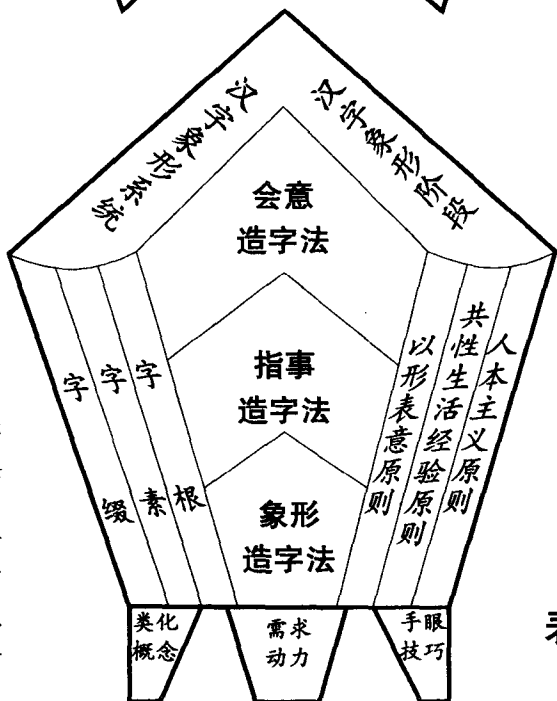 汉字象形系统
汉字象形阶段
会意
造字法
指事
造字法
象形
造字法
字缀
字素
字根
以形表意原则
共性生活经验原则
人本主义原则
类化
概念
需求
动力
手眼
技巧